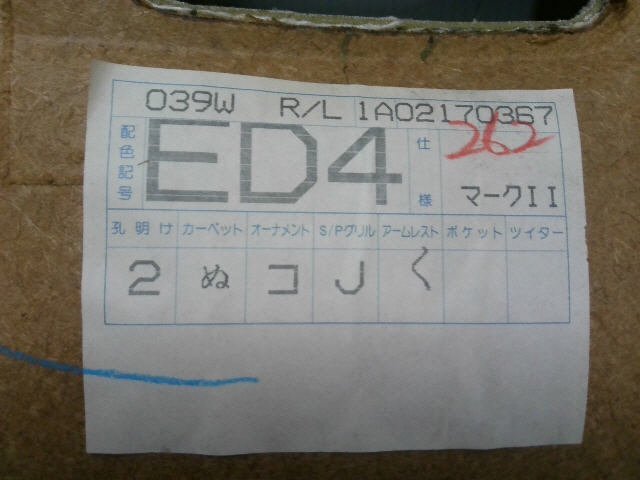 039W R/L 1A02170367
配色記号 ED4 仕様 262 マークII
孔明け カーペット オーナメント S/Pグリル アームレスト ポケット ツイター
2 ぬ コ J く